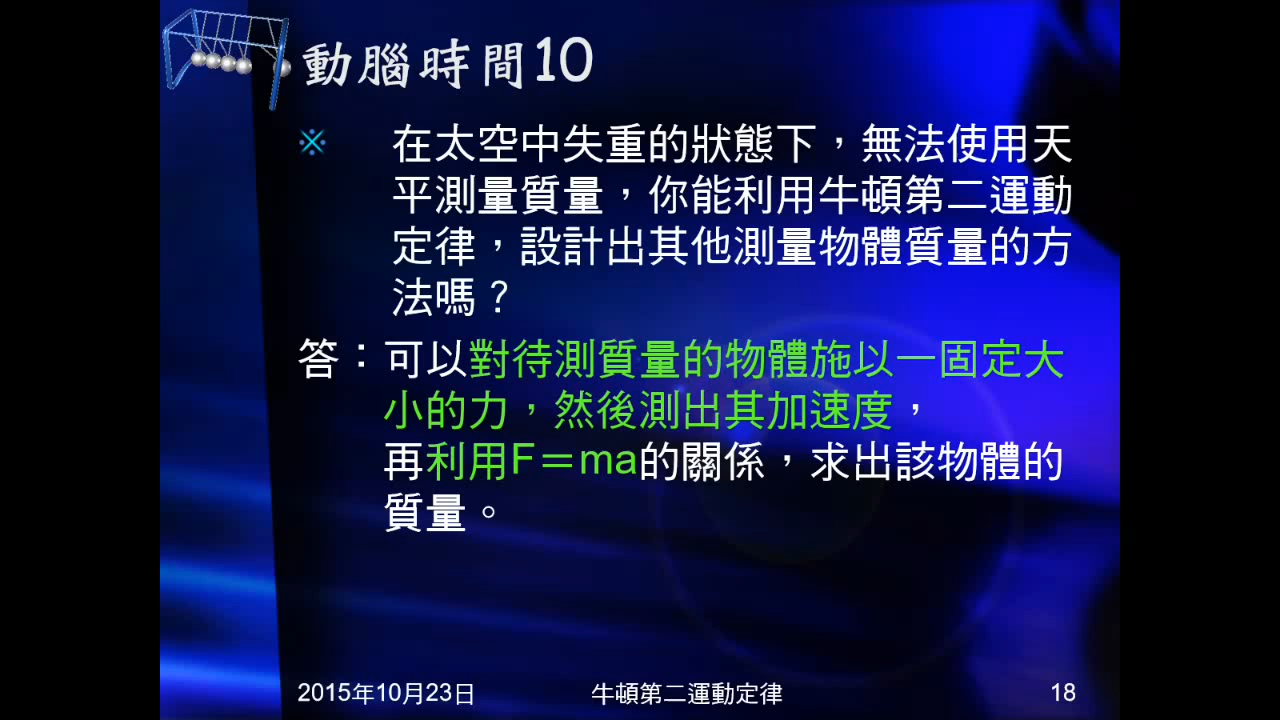 動腦時間10
※ 在太空中失重的狀態下，無法使用天
平測量質量，你能利用牛頓第二運動
定律，設計出其他測量物體質量的方
法嗎？
答：可以對待測質量的物體施以一固定大
小的力，然後測出其加速度，
再利用F＝ma的關係，求出該物體的
質量。
2015年10月23日 牛頓第二運動定律 18